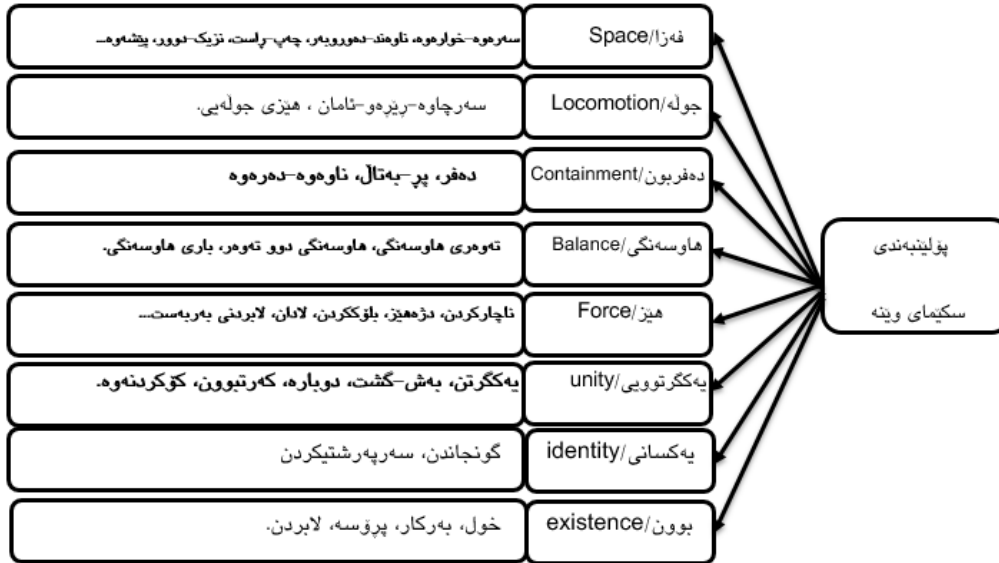 پۆلێنبەندی
سکێمای وێنە
فەزا/Space
سەرەوە-خوارەوە، ناوەند-دەوروبەر، چەپ-ڕاست، نزیک-دوور، پێشەوە...
جوڵە/Locomotion
سەرچاوە-ڕێڕەو-ئامان ، هێزی جوڵەیی.
دەفربون/Containment
دەفر، پڕ-بەتاڵ، ناوەوە-دەرەوە
هاوسەنگی/Balance
تەوەری هاوسەنگی، هاوسەنگی دوو تەوەر، باری هاوسەنگی.
هێز/Force
ناچارکردن، دژەهێز، بلۆککردن، لادان، لابردنی بەربەست...
یەکگرتوویی/unity
یەکگرتن، بەش-گشت، دوبارە، کەرتبوون، کۆکردنەوە.
یەکسانی/identity
گونجاندن، سەرپەرشتیکردن
بوون/existence
خول، بەرکار، پرۆسە، لابردن.